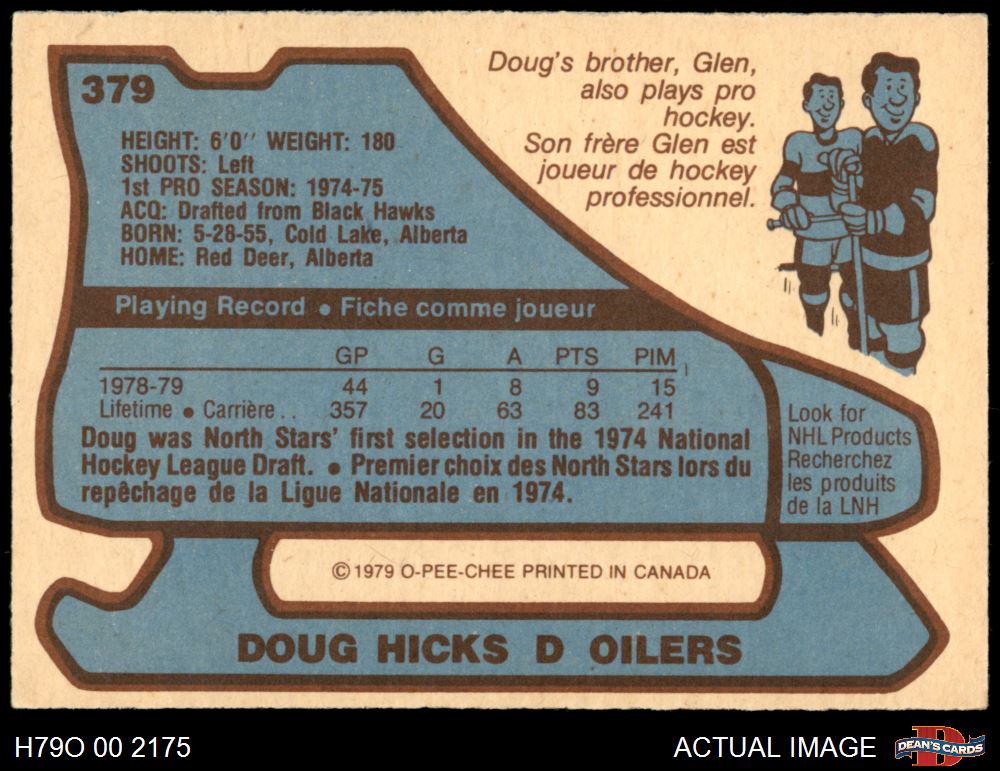 379
HEIGHT: 6'0'' WEIGHT: 180
SHOOTS: Left
1st PRO SEASON: 1974-75
ACQ: Drafted from Black Hawks
BORN: 5-28-55, Cold Lake, Alberta
HOME: Red Deer, Alberta
Doug's brother, Glen,
also plays pro
hockey.
Son frère Glen est
joueur de hockey
professionnel.
Playing Record • Fiche comme joueur
GP G A PTS PIM
1978-79 44 1 8 9 15
Lifetime • Carrière . . 357 20 63 83 241
Doug was North Stars' first selection in the 1974 National
Hockey League Draft. • Premier choix des North Stars lors du
repêchage de la Ligue Nationale en 1974.
Look for
NHL Products
Recherchez
les produits
de la LNH
© 1979 O-PEE-CHEE PRINTED IN CANADA
DOUG HICKS D OILERS
H79O 00 2175
ACTUAL IMAGE
D
DEAN'S CARDS